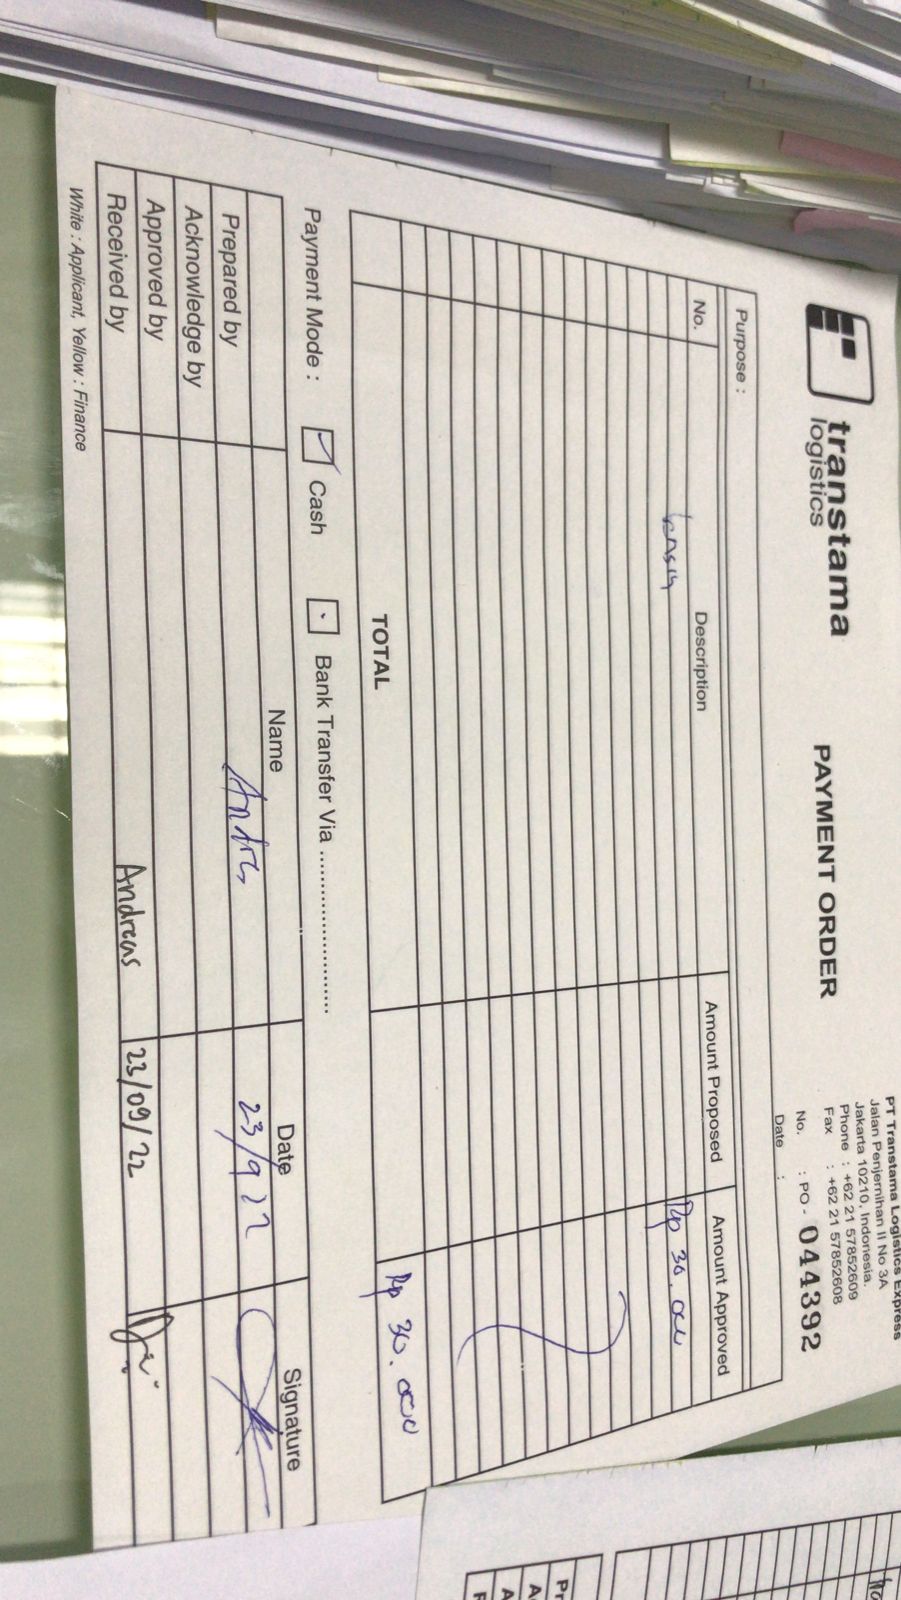 transtama
logistics
PAYMENT ORDER
PT Transtama Logistics Express
Jalan Penjernihan II No 3A
Jakarta 10210, Indonesia.
Phone : +62 21 57852609
Fax : +62 21 57852608
No. : PO - 044392
Date :
Purpose :
No. Description Amount Proposed Amount Approved
Rp 30.000
TOTAL Rp 30.000
Payment Mode : Cash Bank Transfer Via ........................
Name Date Signature
Prepared by 23/9/22
Acknowledge by
Approved by
Received by Andreas 23/09/22
White : Applicant, Yellow : Finance